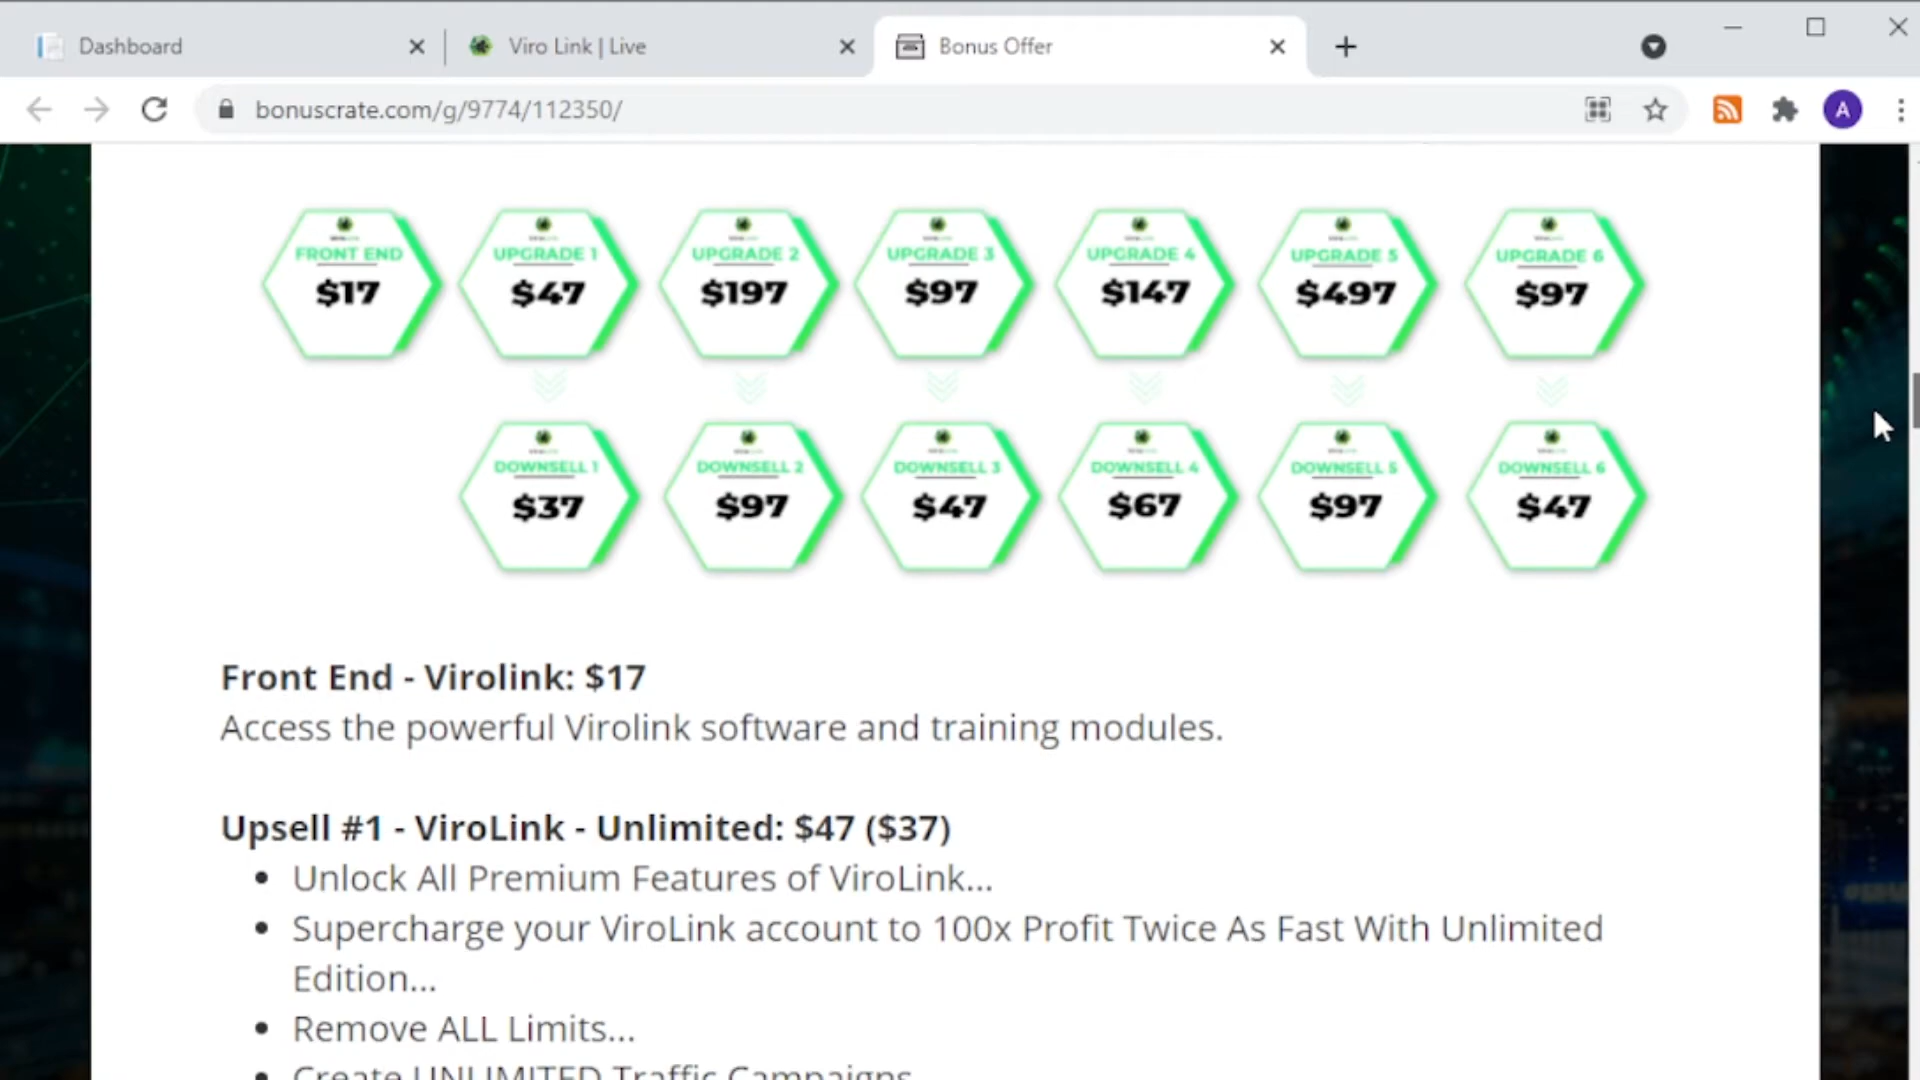 Dashboard
Viro Link | Live
Bonus Offer
bonuscrate.com/g/9774/112350/
A
FRONT END
$17
UPGRADE 1
$47
UPGRADE 2
$197
UPGRADE 3
$97
UPGRADE 4
$147
UPGRADE 5
$497
UPGRADE 6
$97
DOWNSELL 1
$37
DOWNSELL 2
$97
DOWNSELL 3
$47
DOWNSELL 4
$67
DOWNSELL 5
$97
DOWNSELL 6
$47
Front End - Virolink: $17
Access the powerful Virolink software and training modules.
Upsell #1 - ViroLink - Unlimited: $47 ($37)
• Unlock All Premium Features of ViroLink...
• Supercharge your ViroLink account to 100x Profit Twice As Fast With Unlimited
Edition...
• Remove ALL Limits...
• Create UNLIMITED Traffic Campaigns